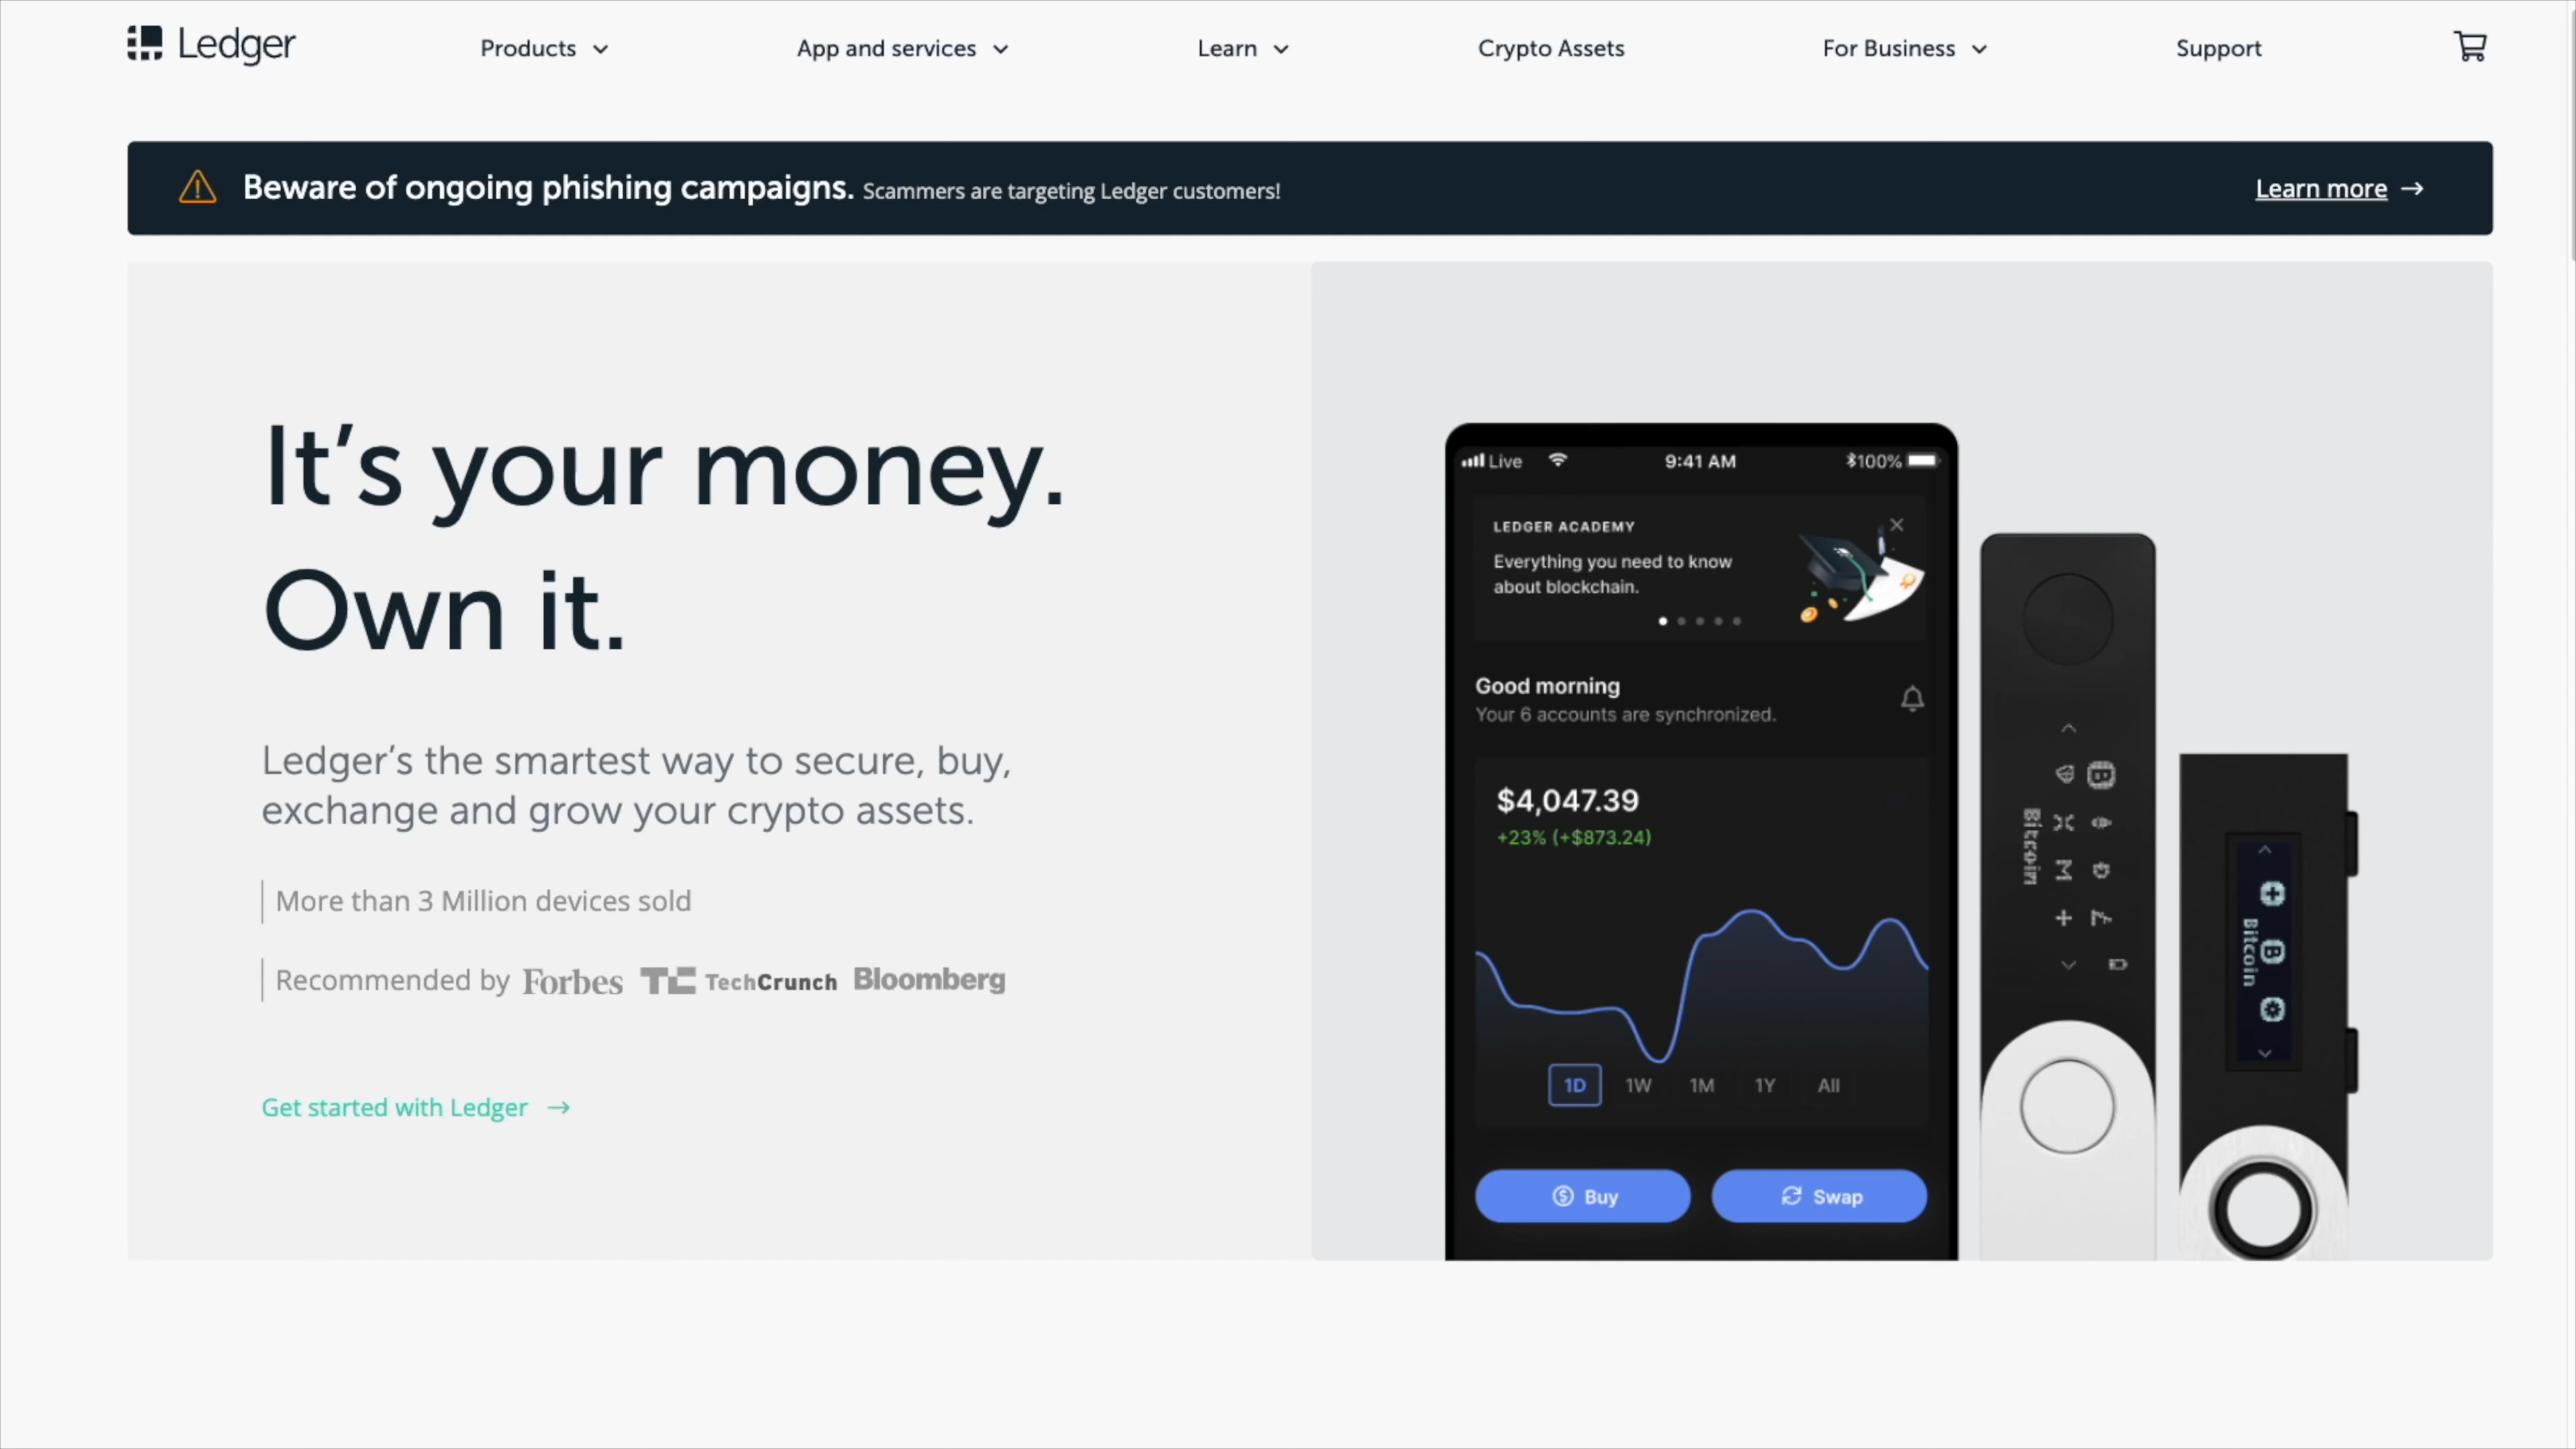 Ledger
Products
App and services
Learn
Crypto Assets
For Business
Support
Beware of ongoing phishing campaigns. Scammers are targeting Ledger customers!
Learn more →
It’s your money.
Own it.
Ledger’s the smartest way to secure, buy,
exchange and grow your crypto assets.
More than 3 Million devices sold
Recommended by Forbes TC TechCrunch Bloomberg
Get started with Ledger →
Live 9:41 AM 100%
LEDGER ACADEMY
Everything you need to know
about blockchain.
Good morning
Your 6 accounts are synchronized.
$4,047.39
+23% (+$873.24)
1D 1W 1M 1Y All
Buy
Swap
Bitcoin
Bitcoin